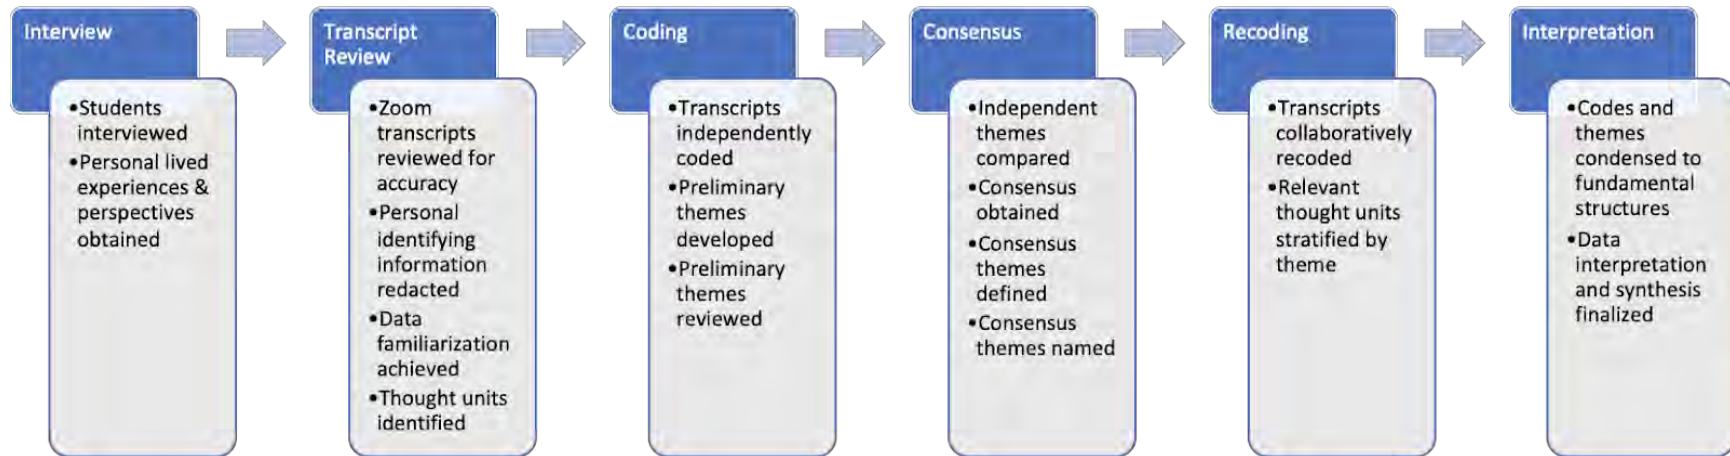 Interview
•Students
interviewed
•Personal lived
experiences &
perspectives
obtained
Transcript
Review
•Zoom
transcripts
reviewed for
accuracy
•Personal
identifying
information
redacted
•Data
familiarization
achieved
•Thought units
identified
Coding
•Transcripts
independently
coded
•Preliminary
themes
developed
•Preliminary
themes
reviewed
Consensus
•Independent
themes
compared
•Consensus
obtained
•Consensus
themes
defined
•Consensus
themes named
Recoding
•Transcripts
collaboratively
recoded
•Relevant
thought units
stratified by
theme
Interpretation
•Codes and
themes
condensed to
fundamental
structures
•Data
interpretation
and synthesis
finalized